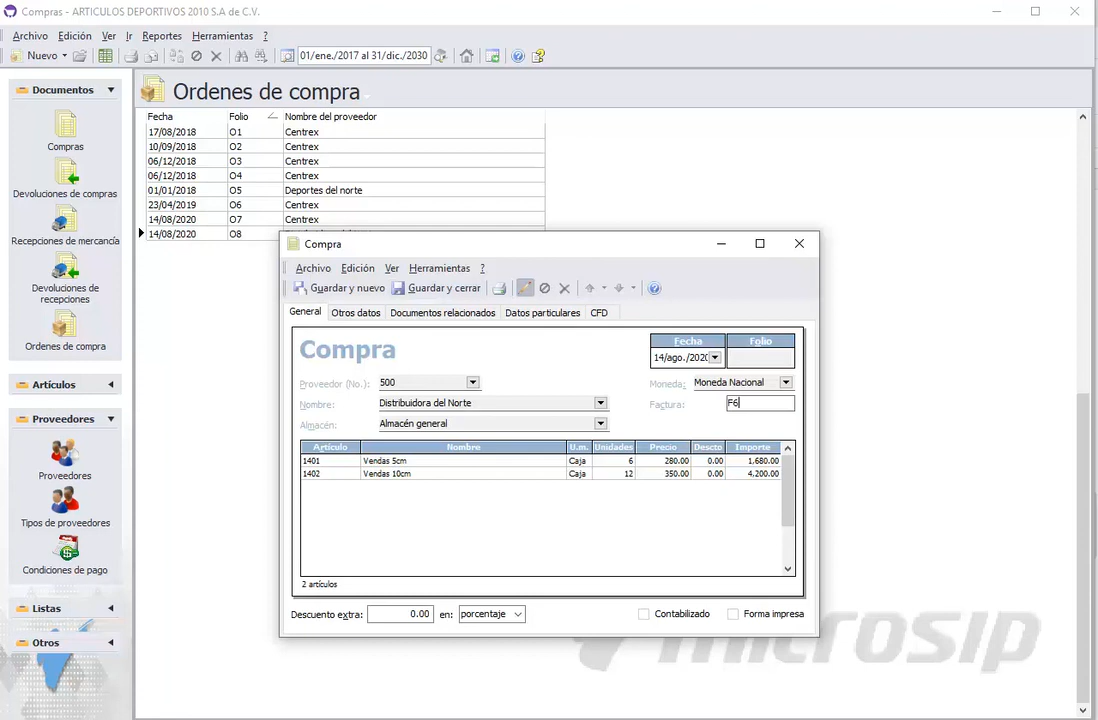 Compras - ARTICULOS DEPORTIVOS 2010 S.A de C.V.
Archivo Edición Ver Ir Reportes Herramientas ?
Nuevo 01/ene./2017 al 31/dic./2030
Documentos
Compras
Devoluciones de compras
Recepciones de mercancía
Devoluciones de
recepciones
Ordenes de compra
Artículos
Proveedores
Proveedores
Tipos de proveedores
Condiciones de pago
Listas
Otros
Ordenes de compra
Fecha Folio Nombre del proveedor
17/08/2018 O1 Centrex
10/09/2018 O2 Centrex
06/12/2018 O3 Centrex
06/12/2018 O4 Centrex
01/01/2018 O5 Deportes del norte
23/04/2019 O6 Centrex
14/08/2020 O7 Centrex
14/08/2020 O8
Compra
Archivo Edición Ver Herramientas ?
Guardar y nuevo Guardar y cerrar
General Otros datos Documentos relacionados Datos particulares CFD
Compra
Fecha Folio
14/ago./2020
Proveedor (No.): 500 Moneda: Moneda Nacional
Nombre: Distribuidora del Norte Factura: F6
Almacén: Almacén general
Artículo Nombre U.m. Unidades Precio Descto Importe
1401 Vendas 5cm Caja 6 280.00 0.00 1,680.00
1402 Vendas 10cm Caja 12 350.00 0.00 4,200.00
2 artículos
Descuento extra: 0.00 en: porcentaje Contabilizado Forma impresa
microsip